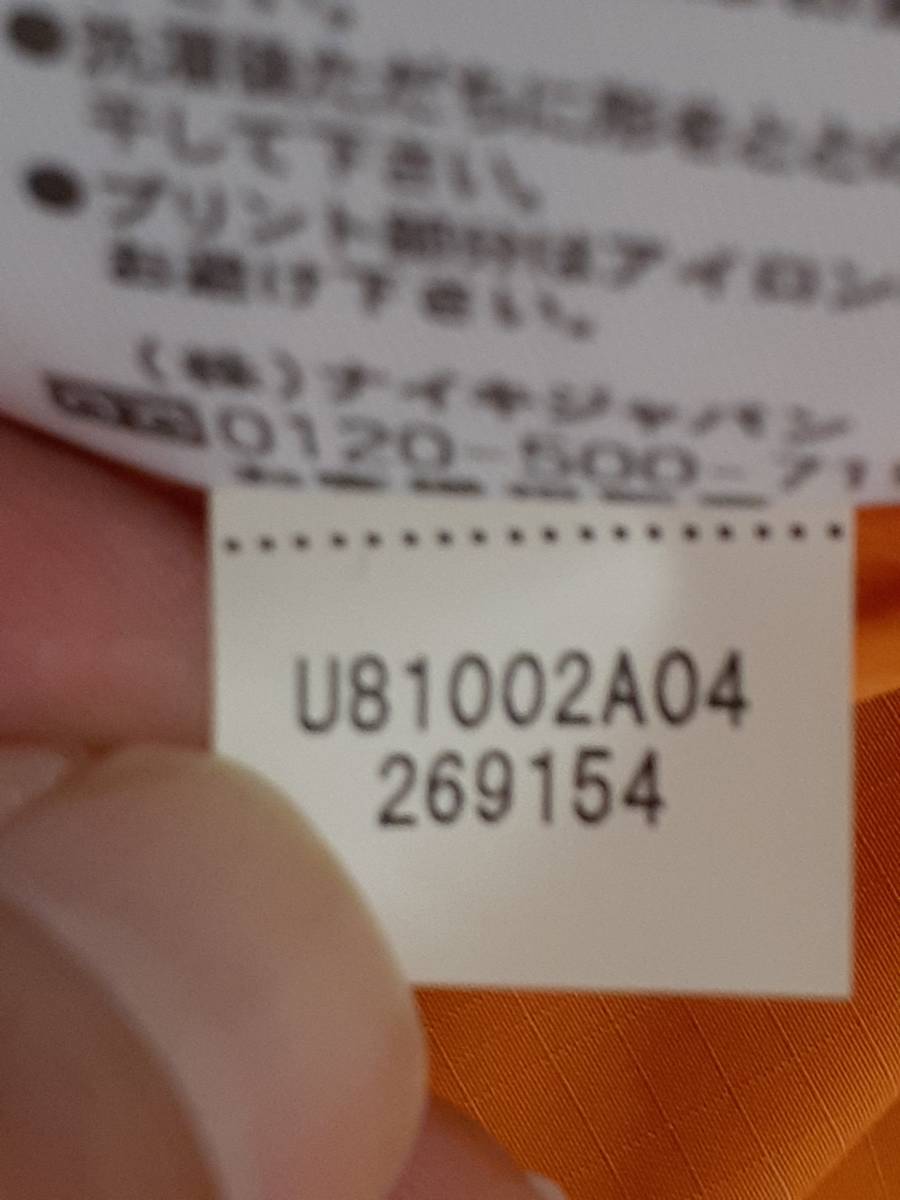 ●洗濯後ただちに形をととの
干して下さい。
●プリント部分はアイロン
お避け下さい。
(株)ナイキジャパン
0120-500-71
U81002A04
269154